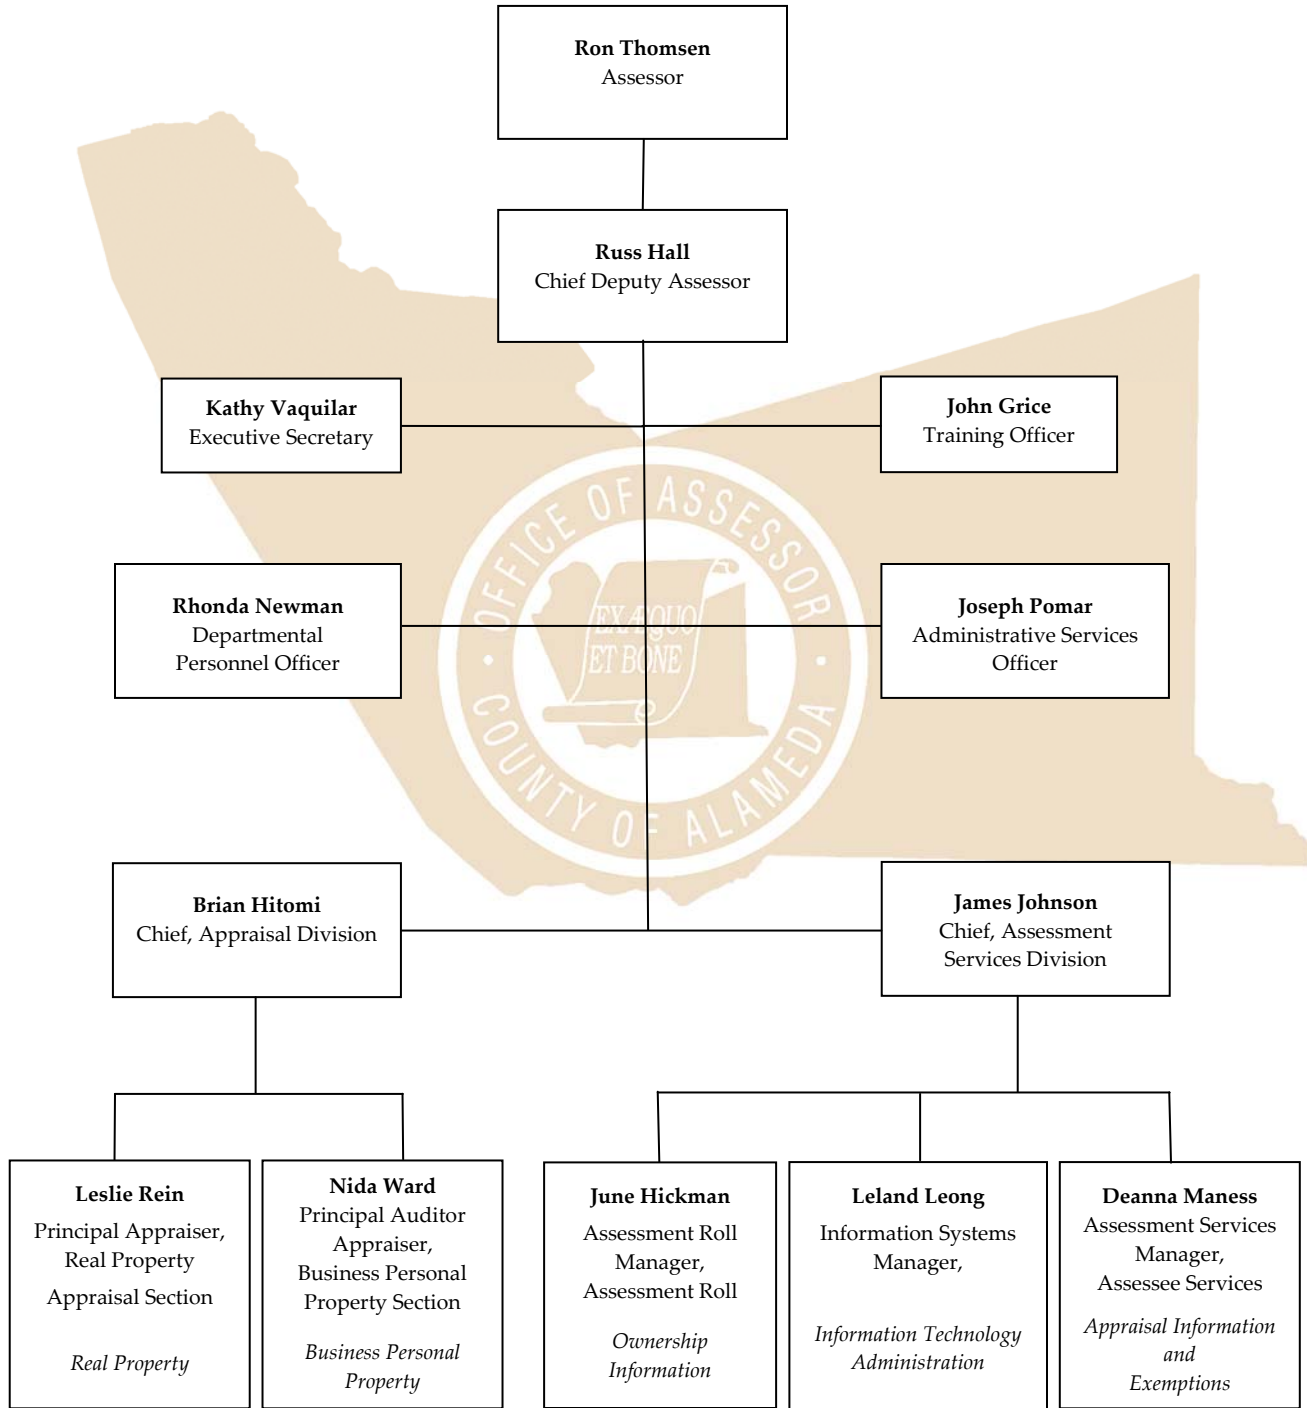 Ron Thomsen
Assessor
Russ Hall
Chief Deputy Assessor
Kathy Vaquilar
Executive Secretary
John Grice
Training Officer
OFFICE OF ASSESSOR
EX ÆQUO
ET BONE
COUNTY OF ALAMEDA
Rhonda Newman
Departmental
Personnel Officer
Joseph Pomar
Administrative Services
Officer
Brian Hitomi
Chief, Appraisal Division
James Johnson
Chief, Assessment
Services Division
Leslie Rein
Principal Appraiser,
Real Property
Appraisal Section
Real Property
Nida Ward
Principal Auditor
Appraiser,
Business Personal
Property Section
Business Personal
Property
June Hickman
Assessment Roll
Manager,
Assessment Roll
Ownership
Information
Leland Leong
Information Systems
Manager,
Information Technology
Administration
Deanna Maness
Assessment Services
Manager,
Assessee Services
Appraisal Information
and
Exemptions